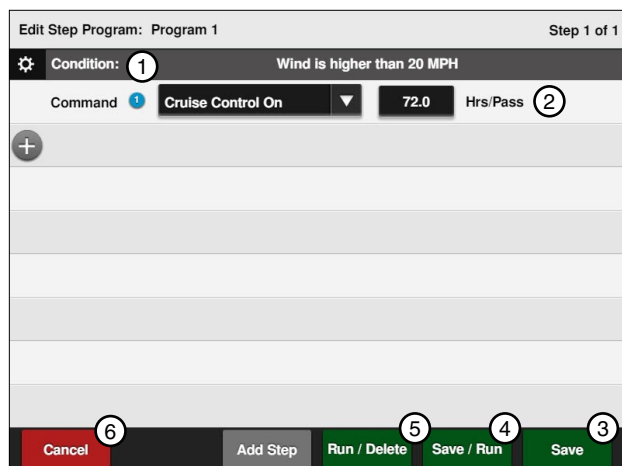 Edit Step Program: Program 1 Step 1 of 1
Condition: 1 Wind is higher than 20 MPH
Command 1 Cruise Control On 72.0 Hrs/Pass 2
6 5 4 3
Cancel Add Step Run / Delete Save / Run Save